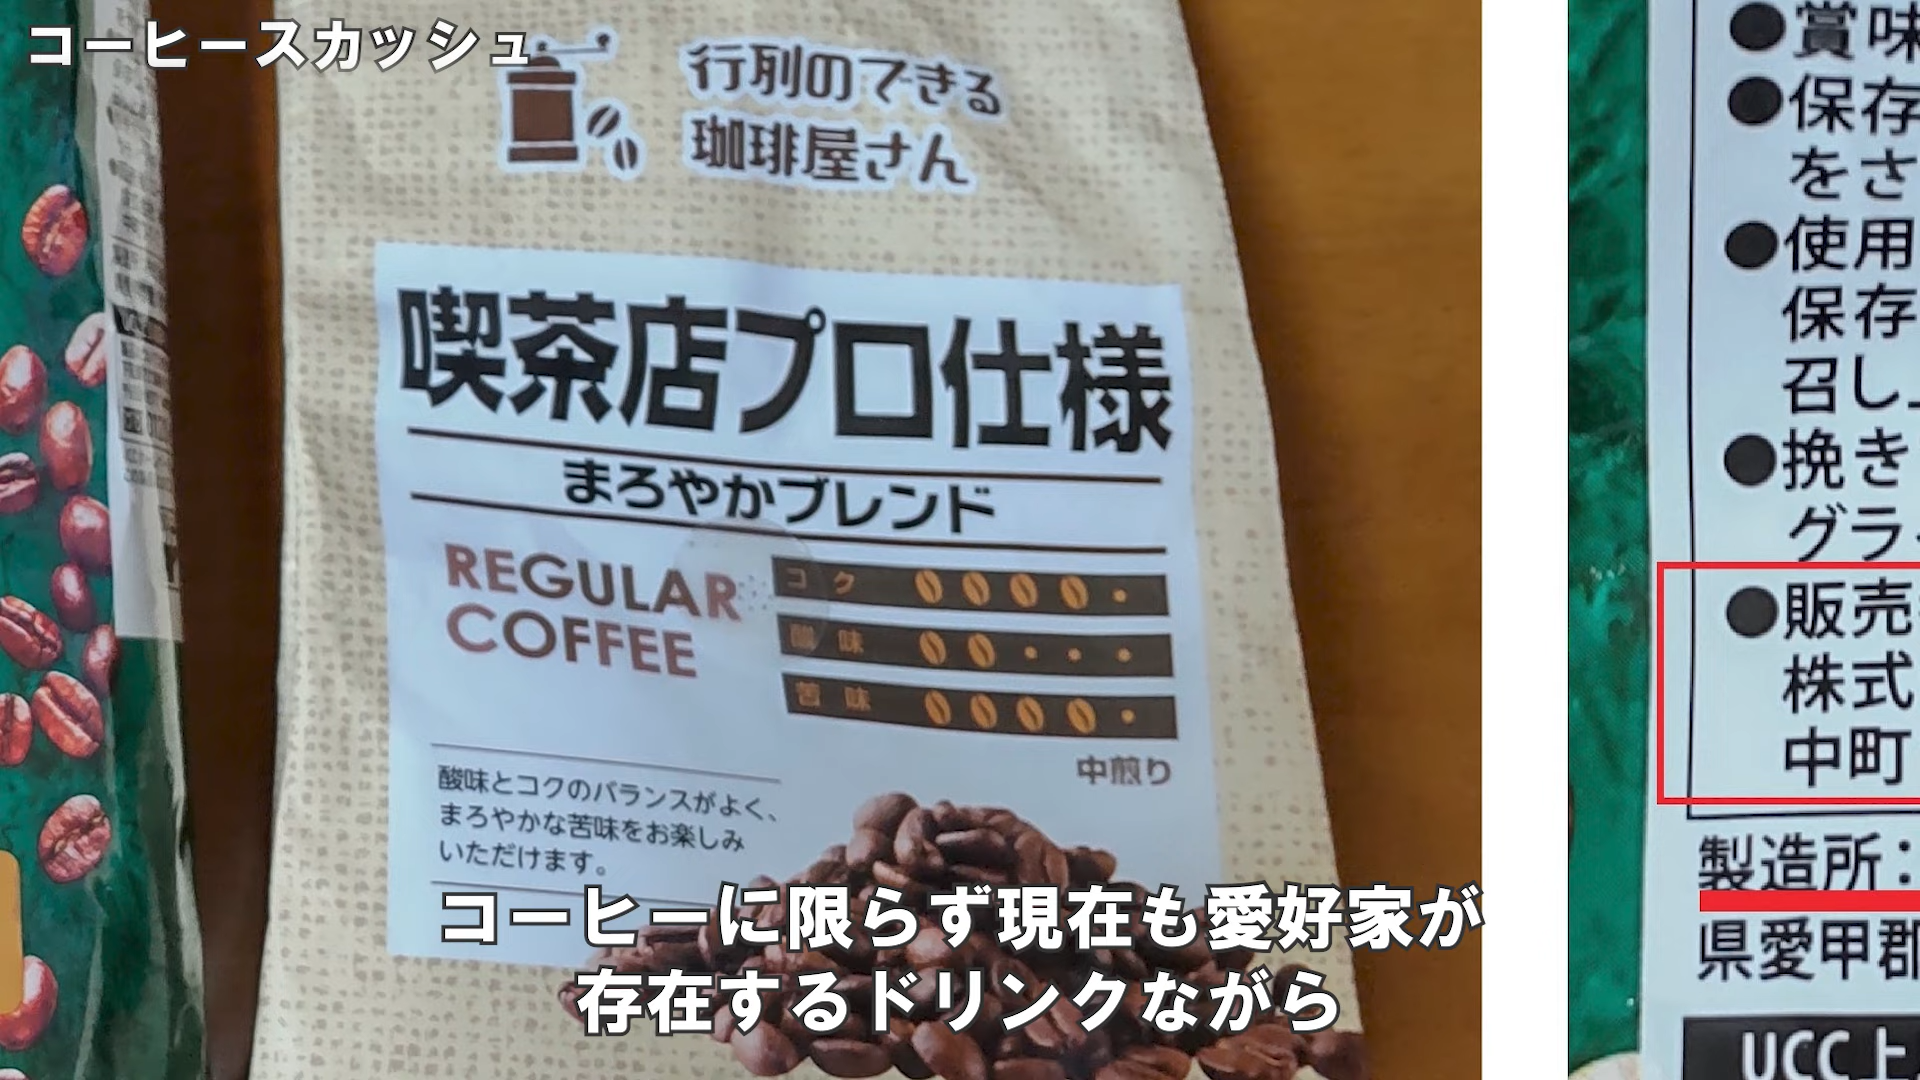 コーヒースカッシュ
行列のできる
珈琲屋さん
喫茶店プロ仕様
まろやかブレンド
REGULAR
COFFEE
コク
酸味
苦味
中煎り
酸味とコクのバランスがよく、
まろやかな苦味をお楽しみ
いただけます。
●賞味
●保存
をさ
●使用
保存
召し
●挽き
グラ
●販売
株式
中町
製造所：
県愛甲郡
UCC上
コーヒーに限らず現在も愛好家が
存在するドリンクながら